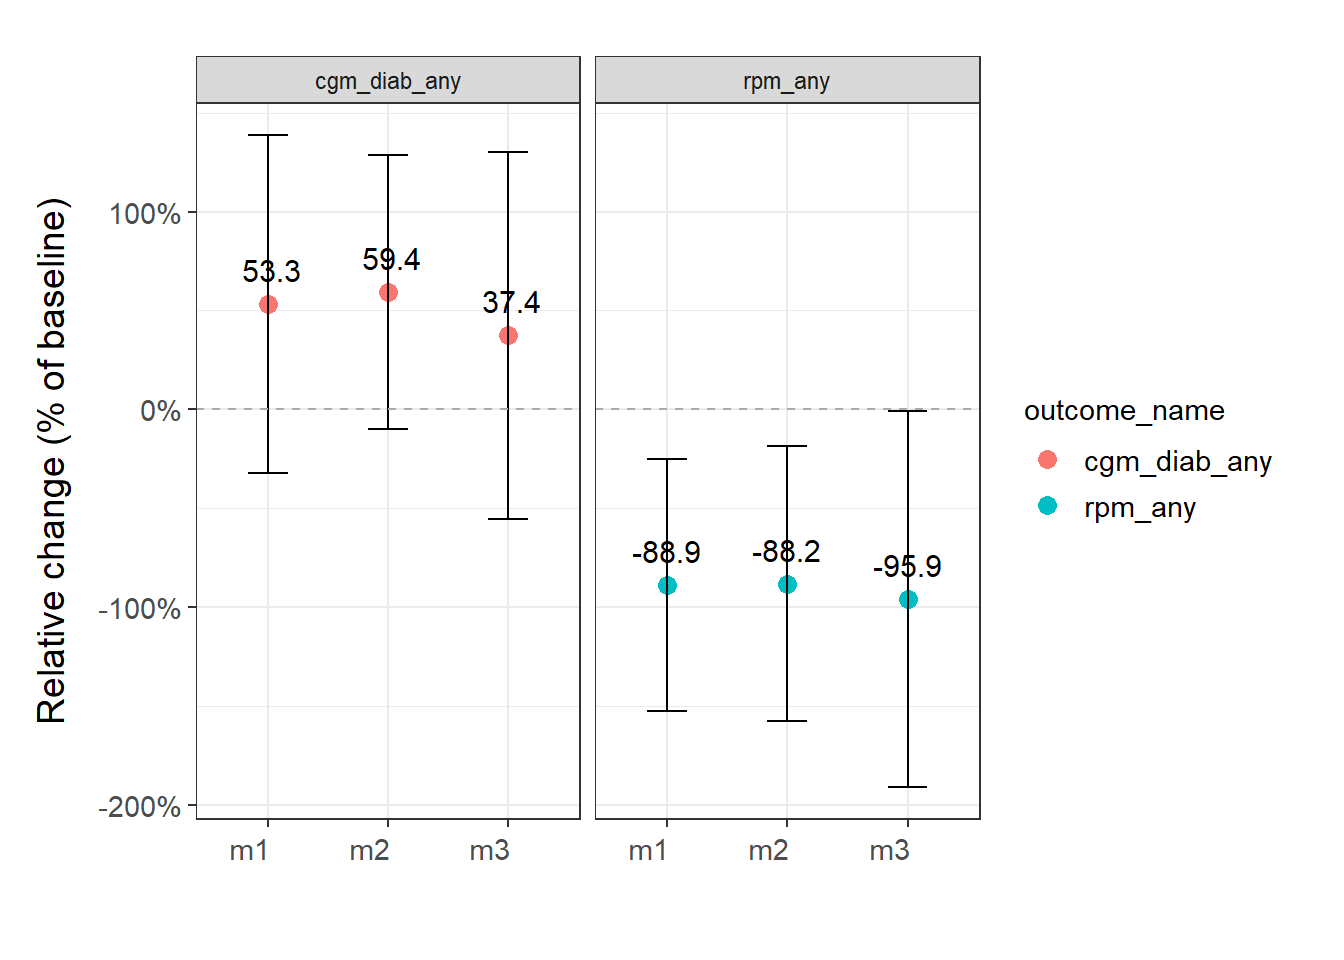 cgm_diab_any
rpm_any
Relative change (% of baseline)
100%
0%
-100%
-200%
53.3
59.4
37.4
-88.9
-88.2
-95.9
m1
m2
m3
m1
m2
m3
outcome_name
cgm_diab_any
rpm_any